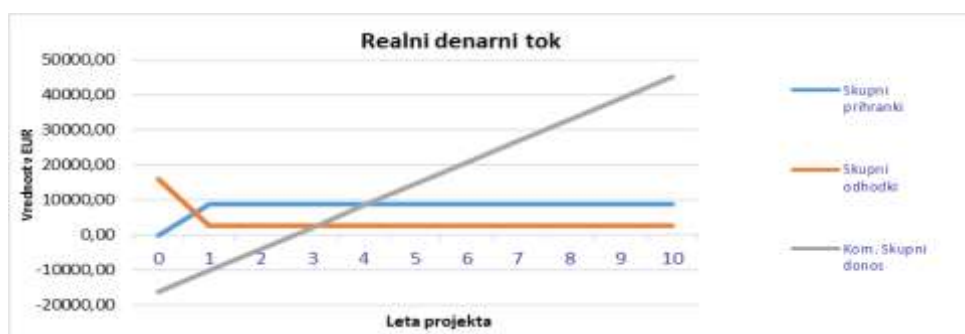 Realni denarni tok
Vrednost v EUR
50000,00
40000,00
30000,00
20000,00
10000,00
0,00
-10000,00
-20000,00
0 1 2 3 4 5 6 7 8 9 10
Leta projekta
Skupni
prihranki
Skupni
odhodki
Kom. Skupni
donos